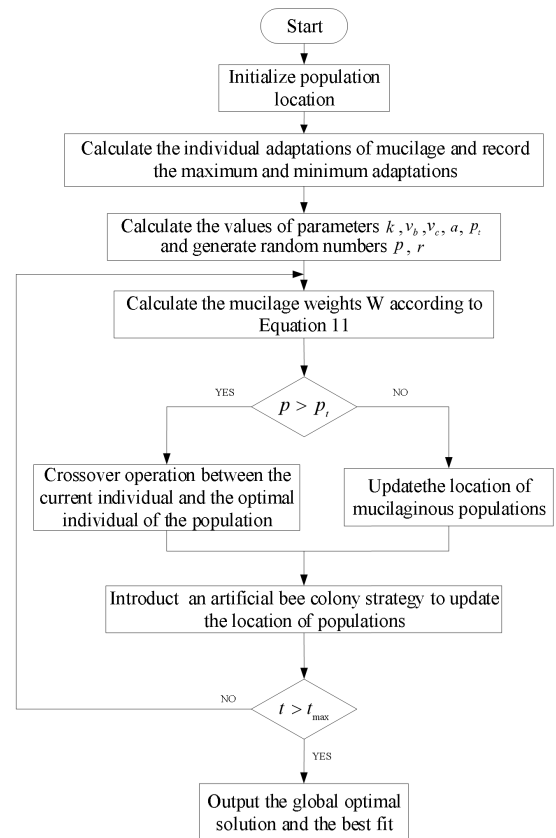 Start
Initialize population
location
Calculate the individual adaptations of mucilage and record
the maximum and minimum adaptations
Calculate the values of parameters k , v_b , v_c , a, p_t
and generate random numbers p , r
Calculate the mucilage weights W according to
Equation 11
YES
p > p_t
NO
Crossover operation between the
current individual and the optimal
individual of the population
Updatethe location of
mucilaginous populations
Introduct an artificial bee colony strategy to update
the location of populations
NO
t > t_max
YES
Output the global optimal
solution and the best fit